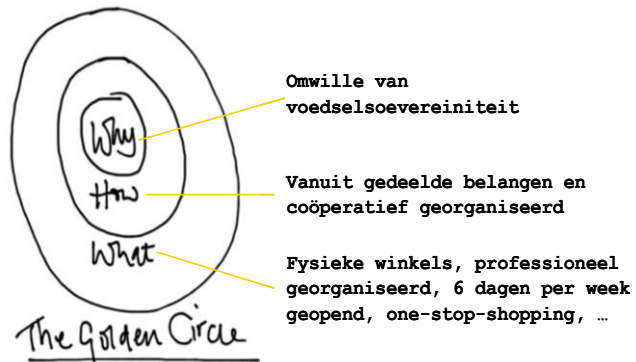 Why
Omwille van
voedselsoevereiniteit
How
Vanuit gedeelde belangen en
coöperatief georganiseerd
What
Fysieke winkels, professioneel
georganiseerd, 6 dagen per week
geopend, one-stop-shopping, …
The Golden Circle